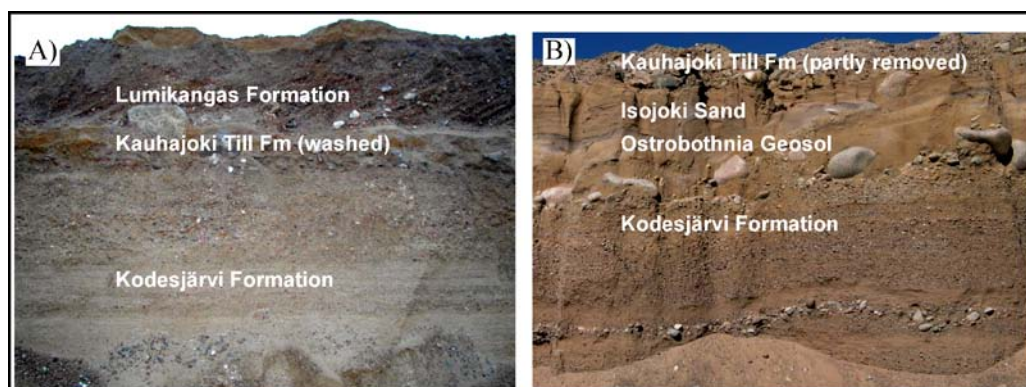 A)
Lumikangas Formation
Kauhajoki Till Fm (washed)
Kodesjärvi Formation
B)
Kauhajoki Till Fm (partly removed)
Isojoki Sand
Ostrobothnia Geosol
Kodesjärvi Formation